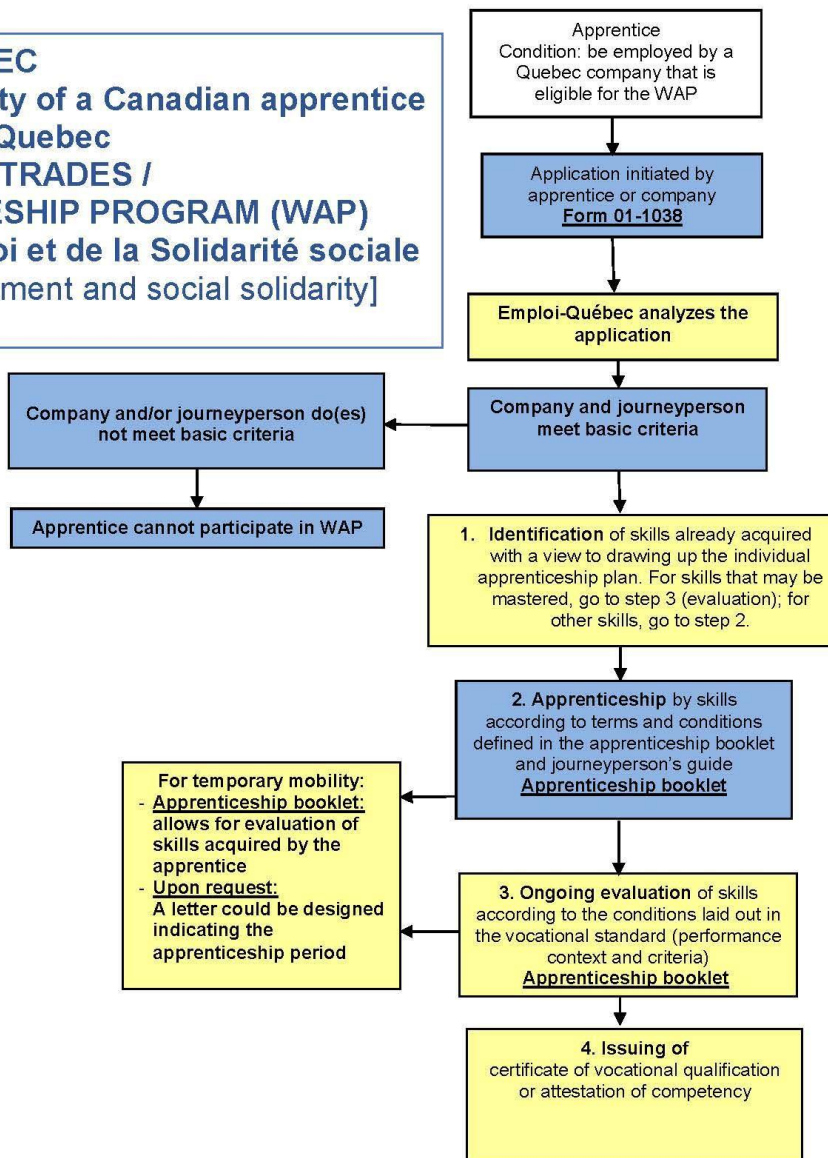 EC
ty of a Canadian apprentice
Quebec
TRADES /
ESHIP PROGRAM (WAP)
oi et de la Solidarité sociale
ment and social solidarity]
Apprentice
Condition: be employed by a
Quebec company that is
eligible for the WAP
Application initiated by
apprentice or company
Form 01-1038
Emploi-Québec analyzes the
application
Company and journeyperson
meet basic criteria
Company and/or journeyperson do(es)
not meet basic criteria
Apprentice cannot participate in WAP
1. Identification of skills already acquired
with a view to drawing up the individual
apprenticeship plan. For skills that may be
mastered, go to step 3 (evaluation); for
other skills, go to step 2.
2. Apprenticeship by skills
according to terms and conditions
defined in the apprenticeship booklet
and journeyperson's guide
Apprenticeship booklet
For temporary mobility:
- Apprenticeship booklet:
allows for evaluation of
skills acquired by the
apprentice
- Upon request:
A letter could be designed
indicating the
apprenticeship period
3. Ongoing evaluation of skills
according to the conditions laid out in
the vocational standard (performance
context and criteria)
Apprenticeship booklet
4. Issuing of
certificate of vocational qualification
or attestation of competency